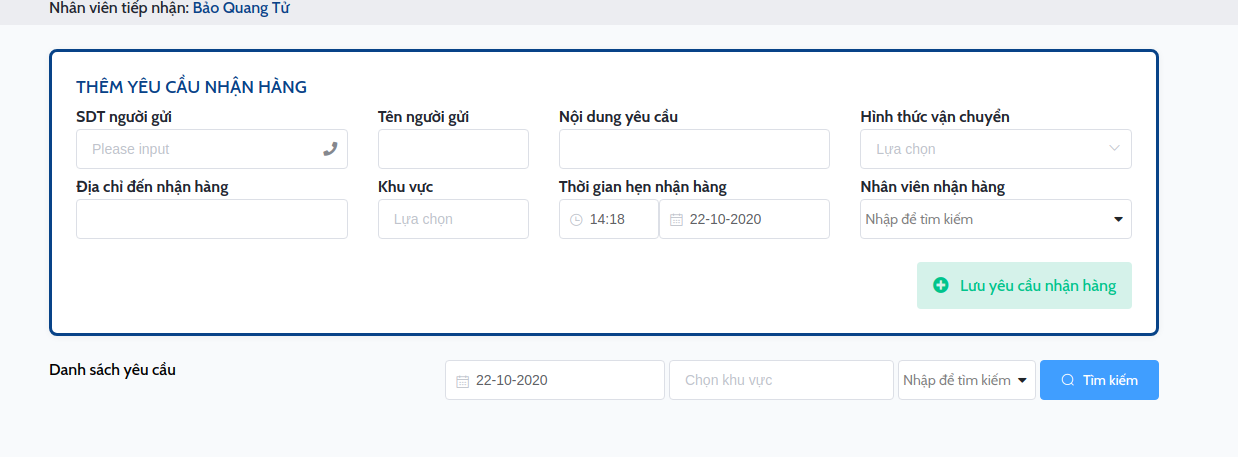 Nhân viên tiếp nhận: Bảo Quang Tử
THÊM YÊU CẦU NHẬN HÀNG
SDT người gửi Tên người gửi Nội dung yêu cầu Hình thức vận chuyển
Please input Lựa chọn
Địa chỉ đến nhận hàng Khu vực Thời gian hẹn nhận hàng Nhân viên nhận hàng
Lựa chọn 14:18 22-10-2020 Nhập để tìm kiếm
Lưu yêu cầu nhận hàng
Danh sách yêu cầu 22-10-2020 Chọn khu vực Nhập để tìm kiếm Tìm kiếm